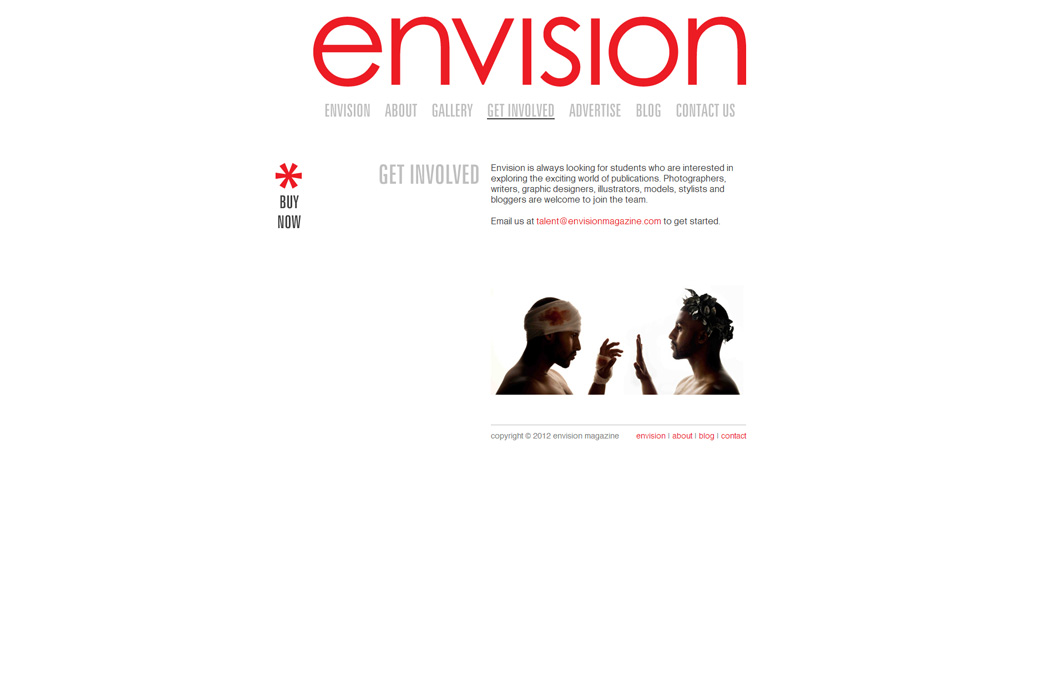 envision
ENVISION ABOUT GALLERY GET INVOLVED ADVERTISE BLOG CONTACT US
* BUY NOW
GET INVOLVED
Envision is always looking for students who are interested in
exploring the exciting world of publications. Photographers,
writers, graphic designers, illustrators, models, stylists and
bloggers are welcome to join the team.
Email us at talent@envisionmagazine.com to get started.
copyright © 2012 envision magazine envision | about | blog | contact